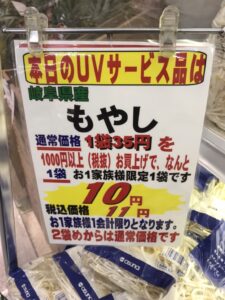 本日のUVサービス品は
岐阜県産
もやし
通常価格 1袋35円を
1000円以上(税抜)お買上げで、なんと
1袋 お1家族様限定1袋です
10円
税込価格 11円
お1家族様1会計限りとなります。
2袋めからは通常価格です